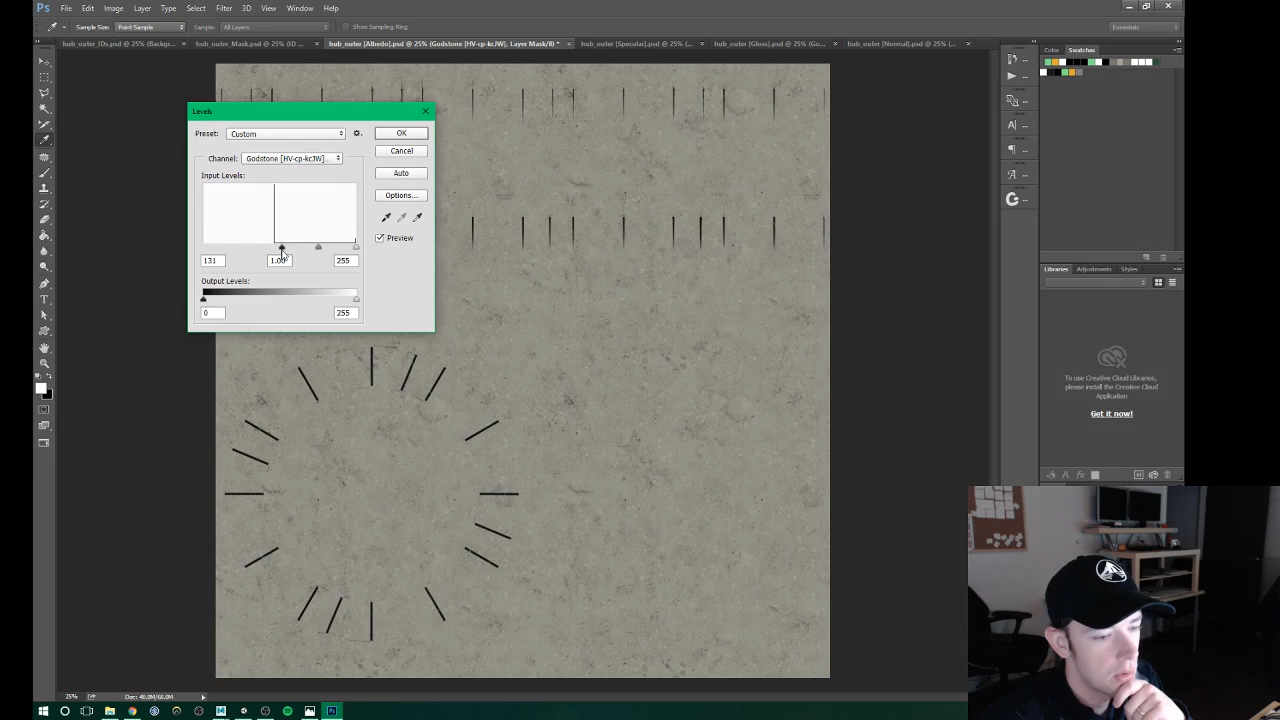 Ps File Edit Image Layer Type Select Filter 3D View Window Help
Sample Size: Point Sample Sample: All Layers Show Sampling Ring Essentials
hub_outer_IDs.psd @ 25% (Backgr... × hub_outer_Mask.psd @ 25% (ID ... × hub_outer [Albedo].psd @ 25% (Godstone [HV-cp-kcJW], Layer Mask/8) * × hub_outer [Specular].psd @ 25% (... × hub_outer [Gloss].psd @ 25% (Go... × hub_outer [Normal].psd @ 25% (... ×
Color Swatches
Levels
Preset: Custom OK
Channel: Godstone [HV-cp-kcJW]... Cancel
Input Levels: Auto
Options...
Preview
131 1.00 255
Output Levels:
0 255
Libraries Adjustments Styles
To use Creative Cloud Libraries,
please install the Creative Cloud
Application
Get it now!
25% Doc: 48.0M/68.0M